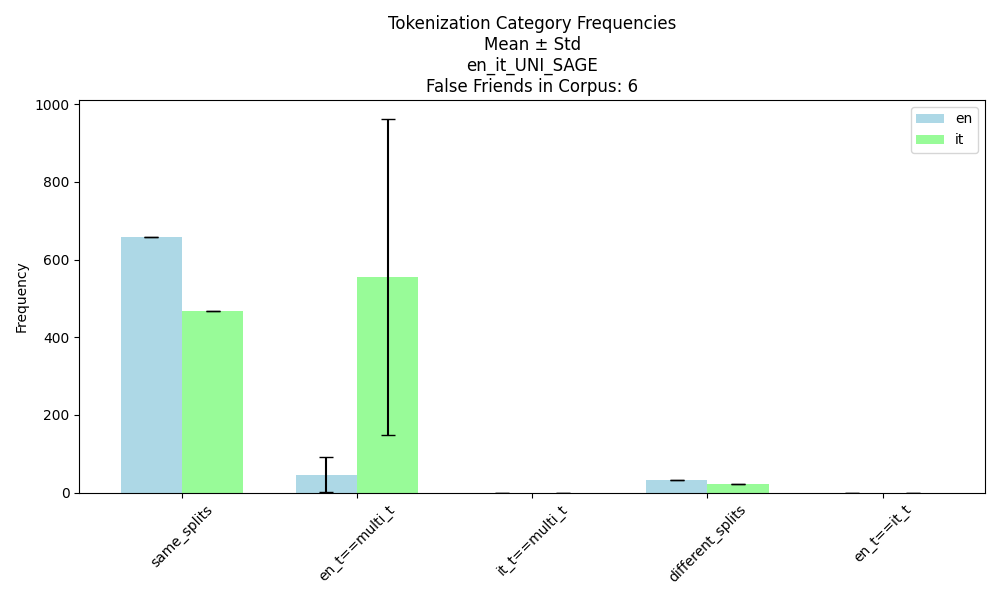 Tokenization Category Frequencies
Mean ± Std
en_it_UNI_SAGE
False Friends in Corpus: 6
en
it
Frequency
1000
800
600
400
200
0
same_splits
en_t==multi_t
it_t==multi_t
different_splits
en_t==it_t